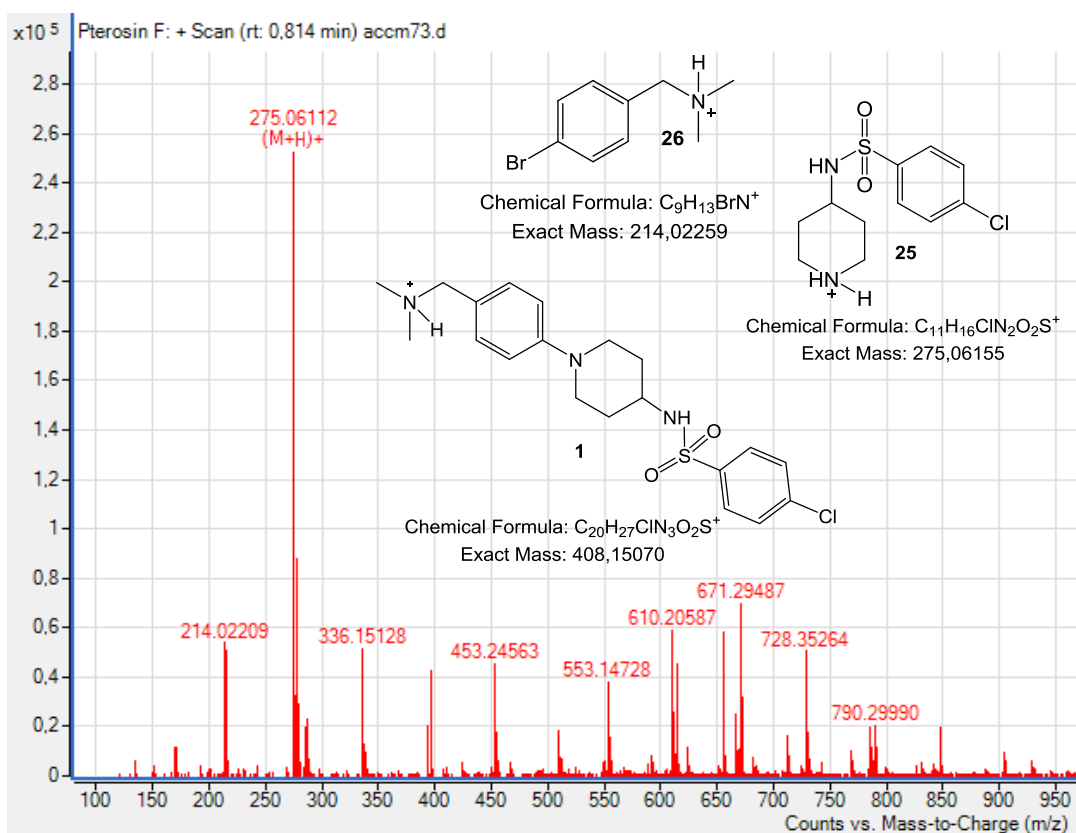 x10⁵ Pterosin F: + Scan (rt: 0,814 min) accm73.d
2,8
2,6
2,4
2,2
2
1,8
1,6
1,4
1,2
1
0,8
0,6
0,4
0,2
0
275.06112
(M+H)+
214.02209
336.15128
453.24563
553.14728
610.20587
671.29487
728.35264
790.29990
H
N
+
26
Br
Chemical Formula: C₉H₁₃BrN⁺
Exact Mass: 214,02259
O
S
HN
O
Cl
25
HN
+
H
Chemical Formula: C₁₁H₁₆ClN₂O₂S⁺
Exact Mass: 275,06155
+
N
H
N
NH
O
S
O
Cl
1
Chemical Formula: C₂₀H₂₇ClN₃O₂S⁺
Exact Mass: 408,15070
100 150 200 250 300 350 400 450 500 550 600 650 700 750 800 850 900 950
Counts vs. Mass-to-Charge (m/z)